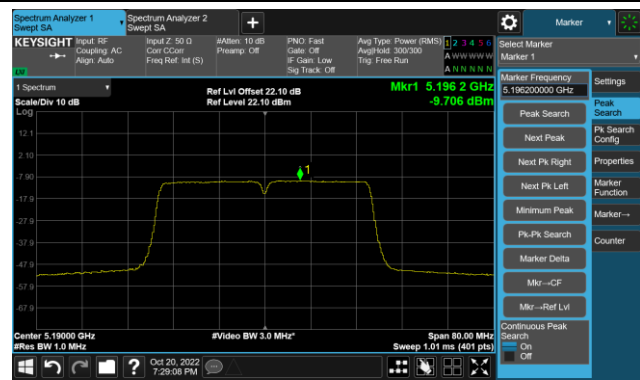 Spectrum Analyzer 1
Swept SA
Spectrum Analyzer 2
Swept SA
+
Marker
KEYSIGHT
Input: RF
Coupling: AC
Align: Auto
Input Z: 50 Ω
Corr CCorr
Freq Ref: Int (S)
#Atten: 10 dB
Preamp: Off
PNO: Fast
Gate: Off
IF Gain: Low
Sig Track: Off
Avg Type: Power (RMS)
Avg|Hold: 300/300
Trig: Free Run
1 2 3 4 5 6
A W W W W W
A N N N N N
Select Marker
Marker 1
1 Spectrum
Scale/Div 10 dB
Log
Ref Lvl Offset 22.10 dB
Ref Level 22.10 dBm
Mkr1 5.196 2 GHz
-9.706 dBm
12.1
2.10
-7.90
-17.9
-27.9
-37.9
-47.9
-57.9
-67.9
1
Center 5.19000 GHz
#Res BW 1.0 MHz
#Video BW 3.0 MHz*
Span 80.00 MHz
Sweep 1.01 ms (401 pts)
Marker Frequency
5.196200000 GHz
Peak Search
Next Peak
Next Pk Right
Next Pk Left
Minimum Peak
Pk-Pk Search
Marker Delta
Mkr→CF
Mkr→Ref Lvl
Continuous Peak
Search
On
Off
Settings
Peak
Search
Pk Search
Config
Properties
Marker
Function
Marker→
Counter
?
Oct 20, 2022
7:29:08 PM